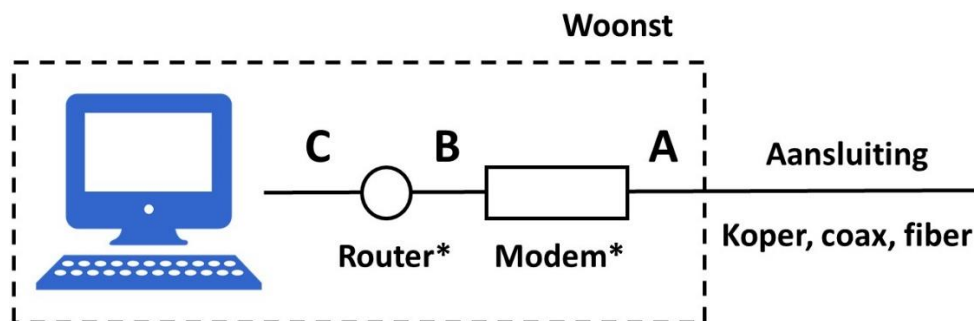 Woonst
C B A Aansluiting
Router* Modem* Koper, coax, fiber